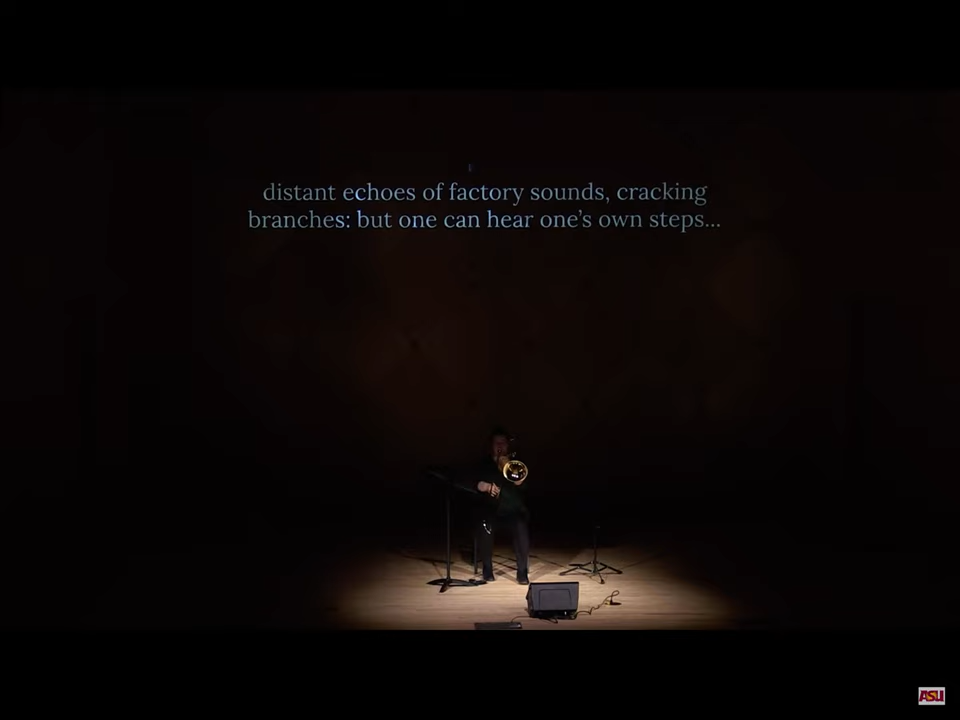 distant echoes of factory sounds, cracking
branches: but one can hear one's own steps...
ASU